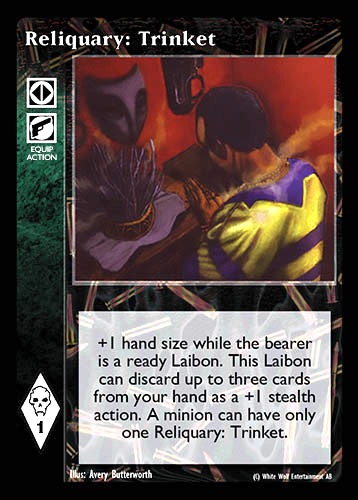 Reliquary: Trinket
EQUIP
ACTION
+1 hand size while the bearer
is a ready Laibon. This Laibon
can discard up to three cards
from your hand as a +1 stealth
action. A minion can have only
one Reliquary: Trinket.
1
Illus: Avery Butterworth
(C) White Wolf Entertainment AB